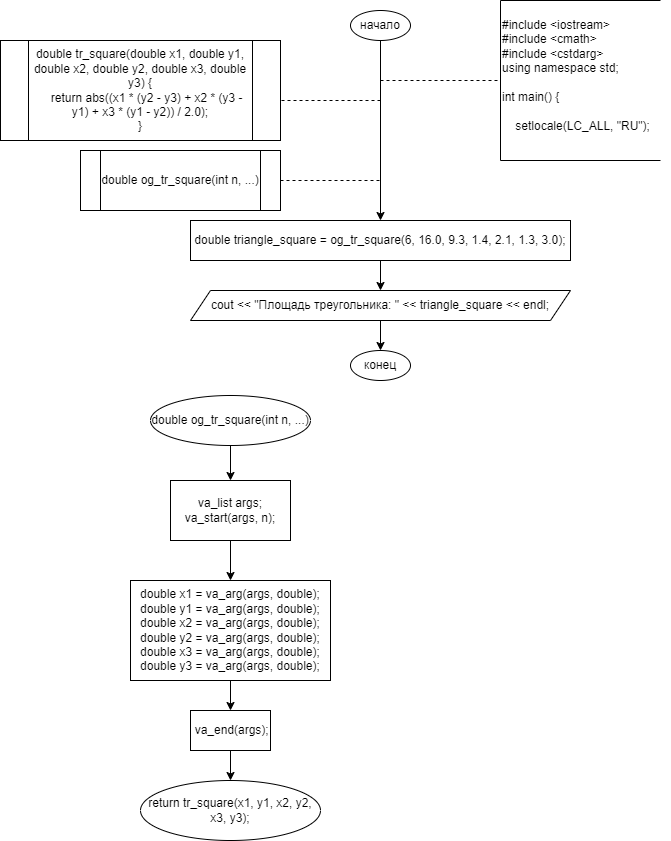 начало
#include <iostream>
#include <cmath>
#include <cstdarg>
using namespace std;
int main() {
setlocale(LC_ALL, "RU");
double tr_square(double x1, double y1,
double x2, double y2, double x3, double
y3) {
return abs((x1 * (y2 - y3) + x2 * (y3 -
y1) + x3 * (y1 - y2)) / 2.0);
}
double og_tr_square(int n, ...)
double triangle_square = og_tr_square(6, 16.0, 9.3, 1.4, 2.1, 1.3, 3.0);
cout << "Площадь треугольника: " << triangle_square << endl;
конец
double og_tr_square(int n, ...)
va_list args;
va_start(args, n);
double x1 = va_arg(args, double);
double y1 = va_arg(args, double);
double x2 = va_arg(args, double);
double y2 = va_arg(args, double);
double x3 = va_arg(args, double);
double y3 = va_arg(args, double);
va_end(args);
return tr_square(x1, y1, x2, y2,
x3, y3);